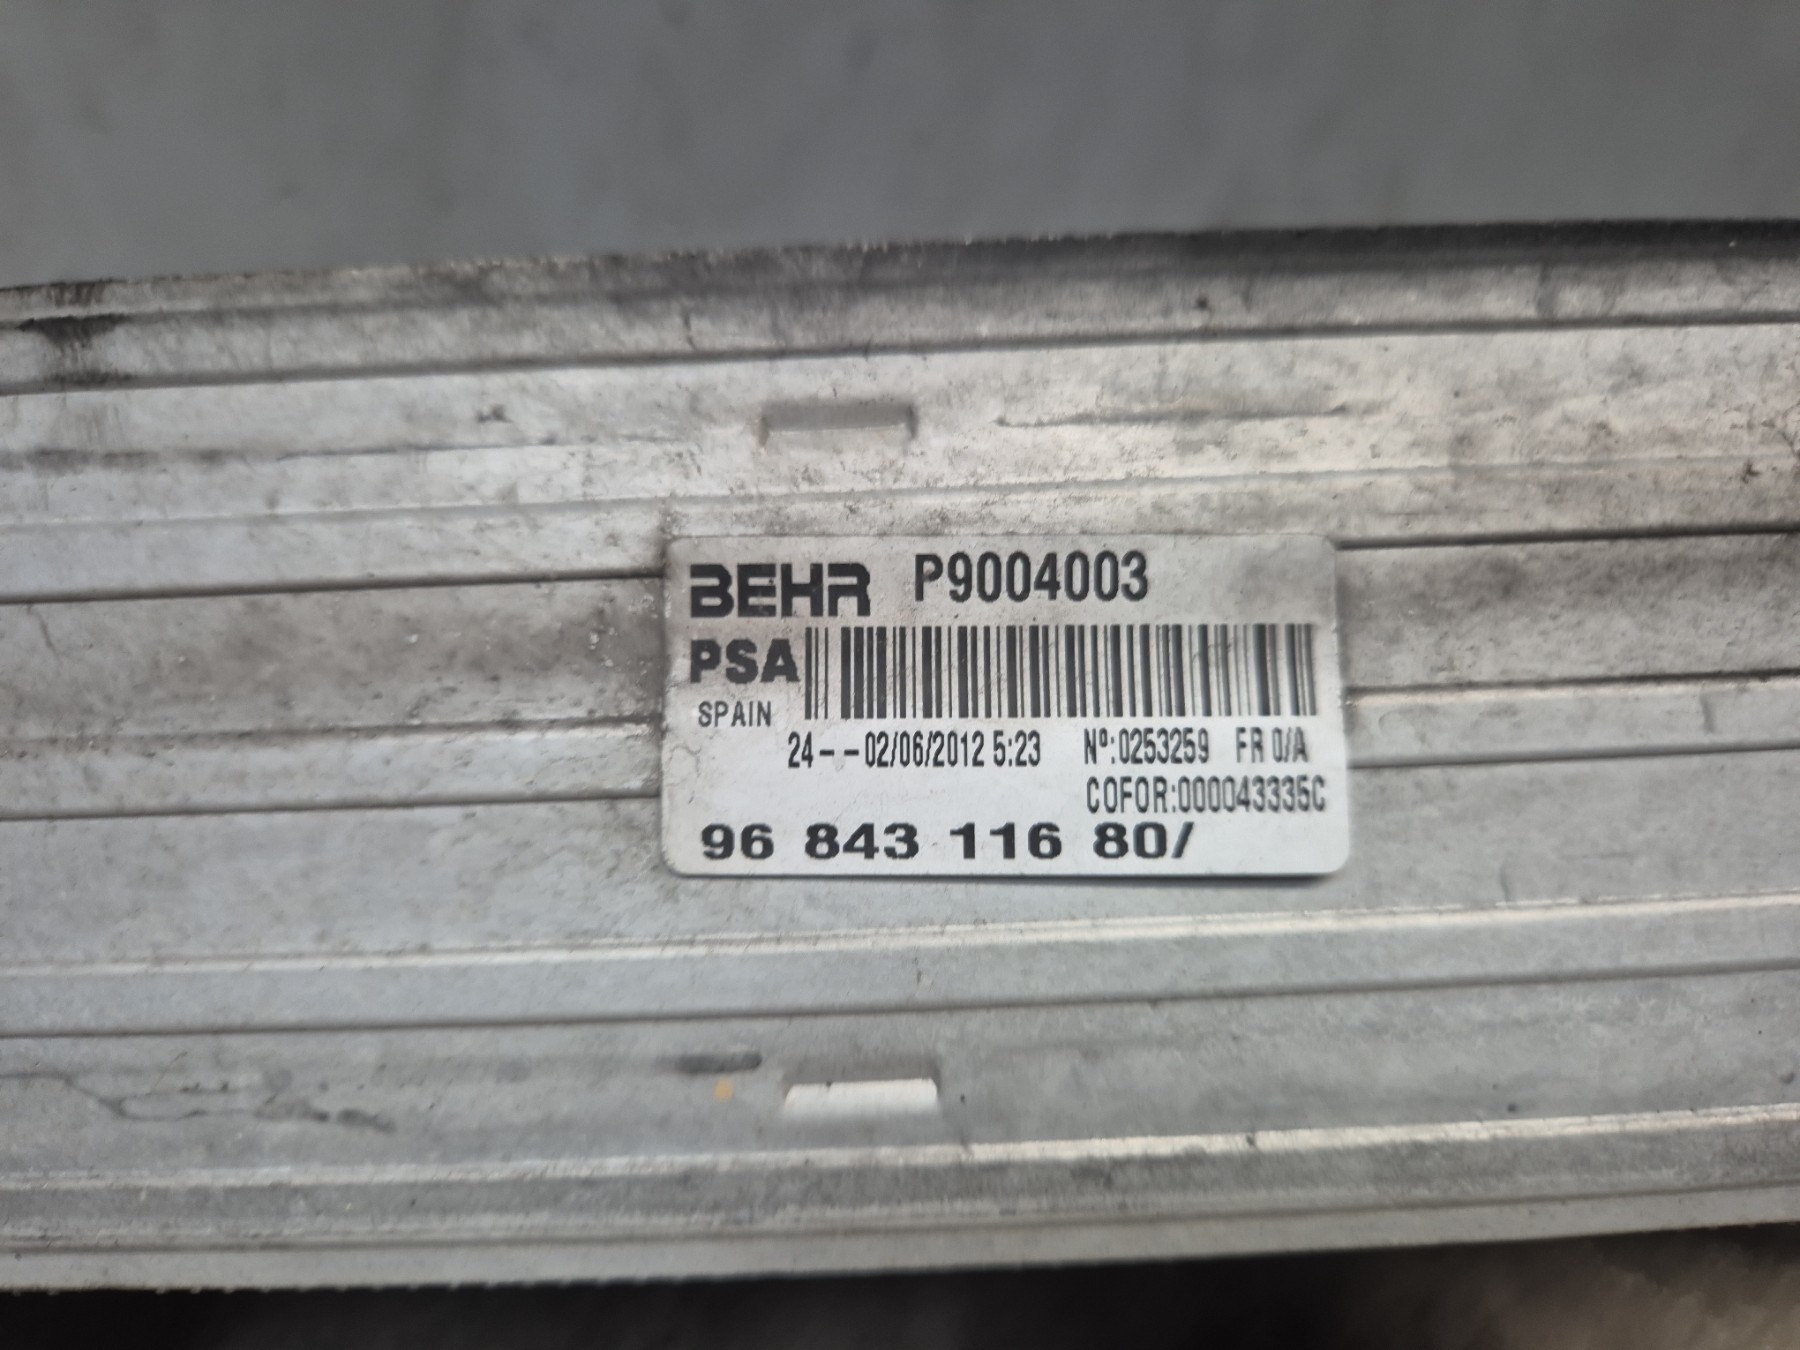 BEHR P9004003
PSA
SPAIN
24- -02/06/2012 5:23 Nº:0253259 FR 0/A
COFOR:000043335C
96 843 116 80/